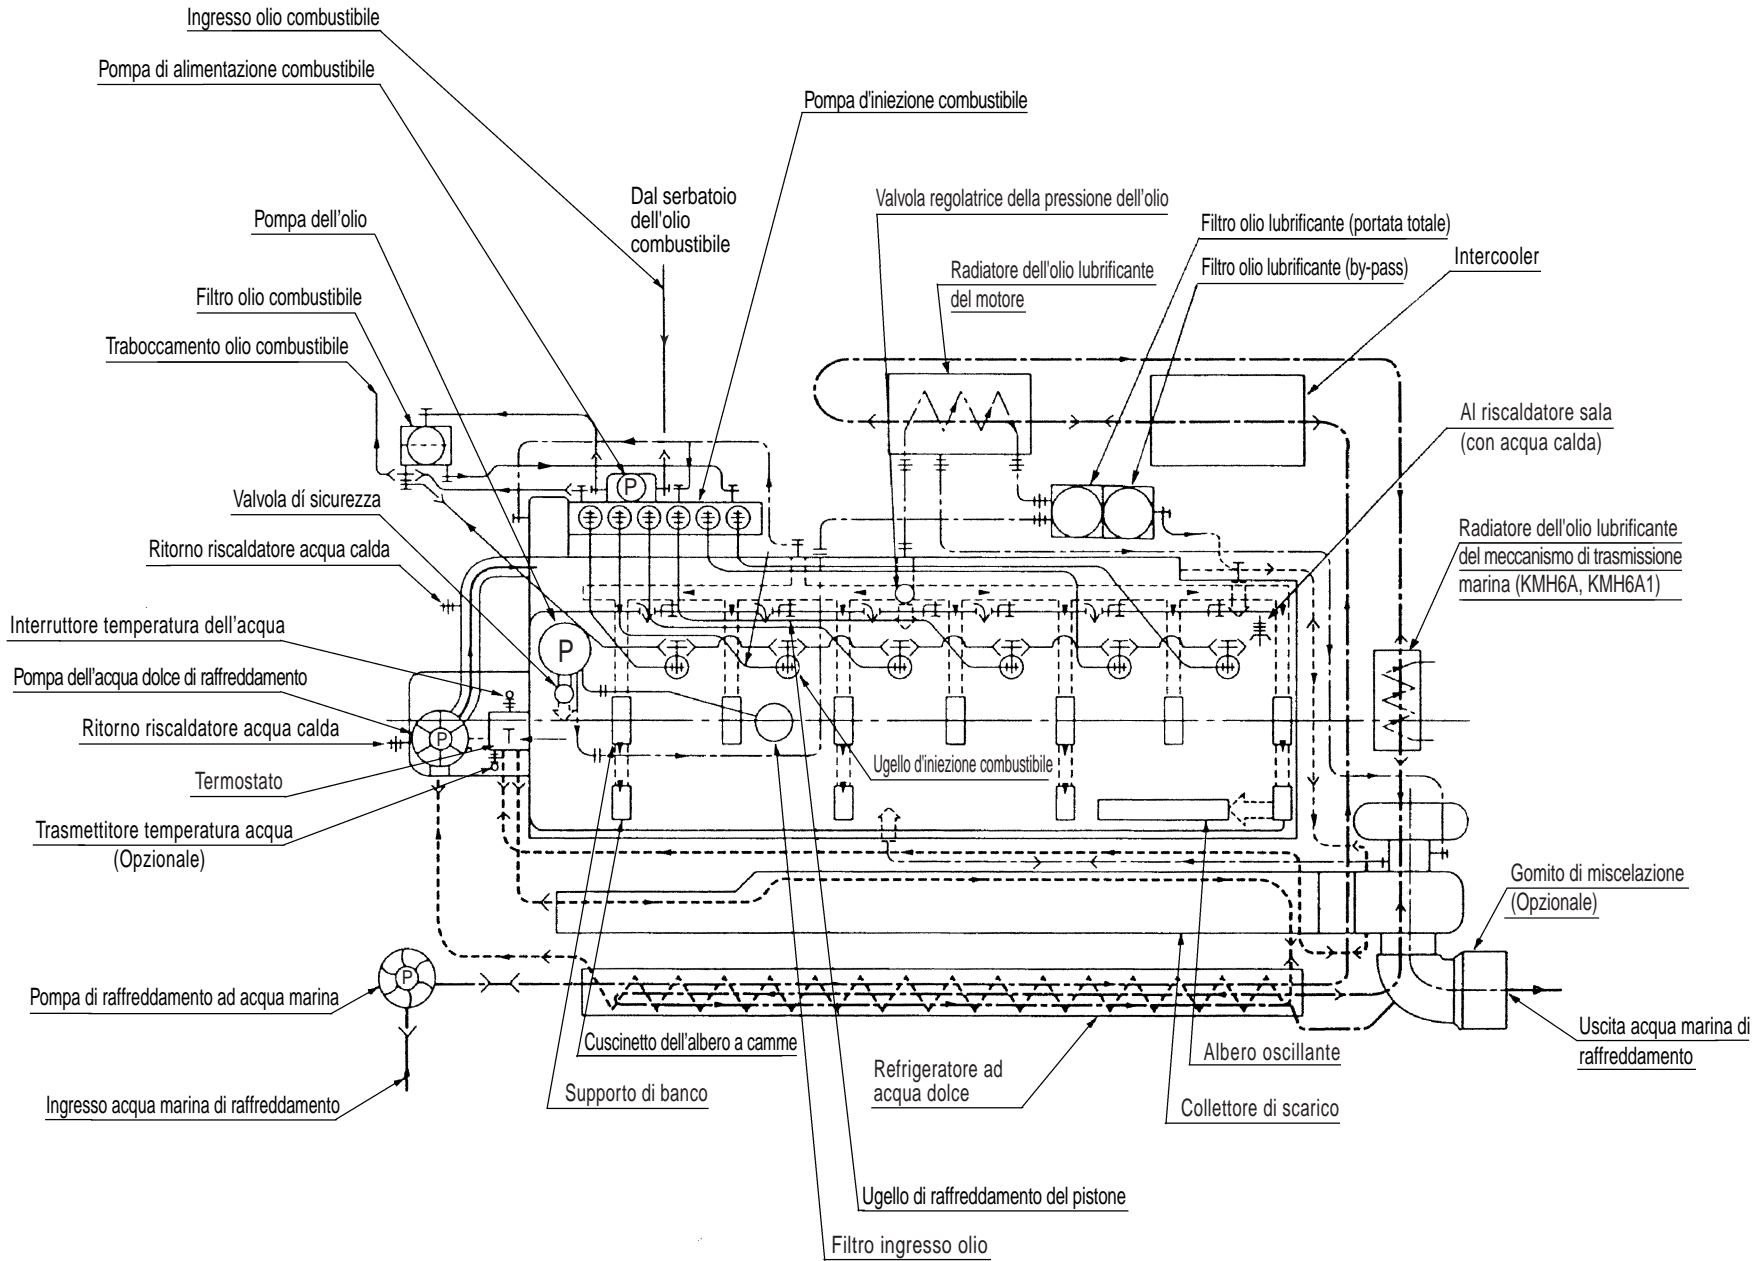 Ingresso olio combustibile
Pompa di alimentazione combustibile
Pompa d'iniezione combustibile
Dal serbatoio
dell'olio
combustibile
Valvola regolatrice della pressione dell'olio
Pompa dell'olio
Filtro olio lubrificante (portata totale)
Filtro olio lubrificante (by-pass)
Intercooler
Radiatore dell'olio lubrificante
del motore
Filtro olio combustibile
Traboccamento olio combustibile
Al riscaldatore sala
(con acqua calda)
P
Valvola dí sicurezza
Ritorno riscaldatore acqua calda
Radiatore dell'olio lubrificante
del meccanismo di trasmissione
marina (KMH6A, KMH6A1)
Interruttore temperatura dell'acqua
P
Pompa dell'acqua dolce di raffreddamento
Ritorno riscaldatore acqua calda
P
T
Ugello d'iniezione combustibile
Termostato
Trasmettitore temperatura acqua
(Opzionale)
Gomito di miscelazione
(Opzionale)
P
Pompa di raffreddamento ad acqua marina
Cuscinetto dell'albero a camme
Uscita acqua marina di
raffreddamento
Albero oscillante
Refrigeratore ad
acqua dolce
Supporto di banco
Ingresso acqua marina di raffreddamento
Collettore di scarico
Ugello di raffreddamento del pistone
Filtro ingresso olio